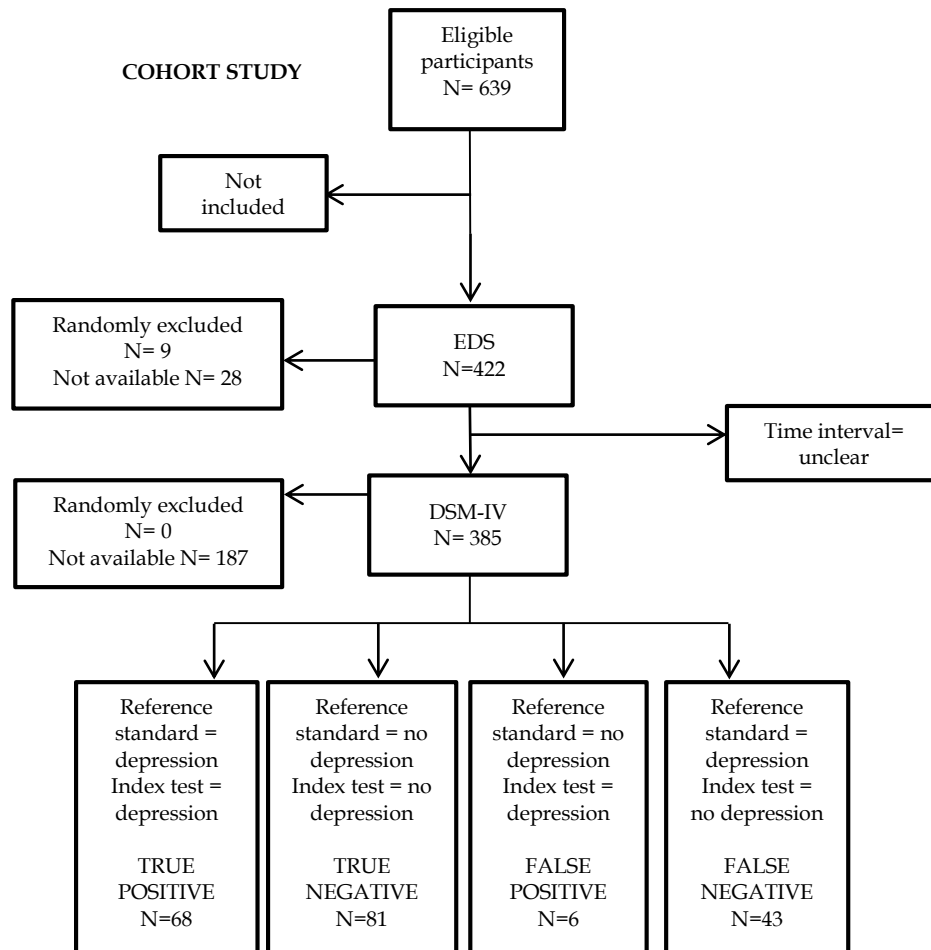 Eligible
participants
N= 639
COHORT STUDY
Not
included
Randomly excluded
N= 9
Not available N= 28
EDS
N=422
Time interval=
unclear
Randomly excluded
N= 0
Not available N= 187
DSM-IV
N= 385
Reference
standard =
depression
Index test =
depression
TRUE
POSITIVE
N=68
Reference
standard = no
depression
Index test = no
depression
TRUE
NEGATIVE
N=81
Reference
standard = no
depression
Index test =
depression
FALSE
POSITIVE
N=6
Reference
standard =
depression
Index test =
no depression
FALSE
NEGATIVE
N=43